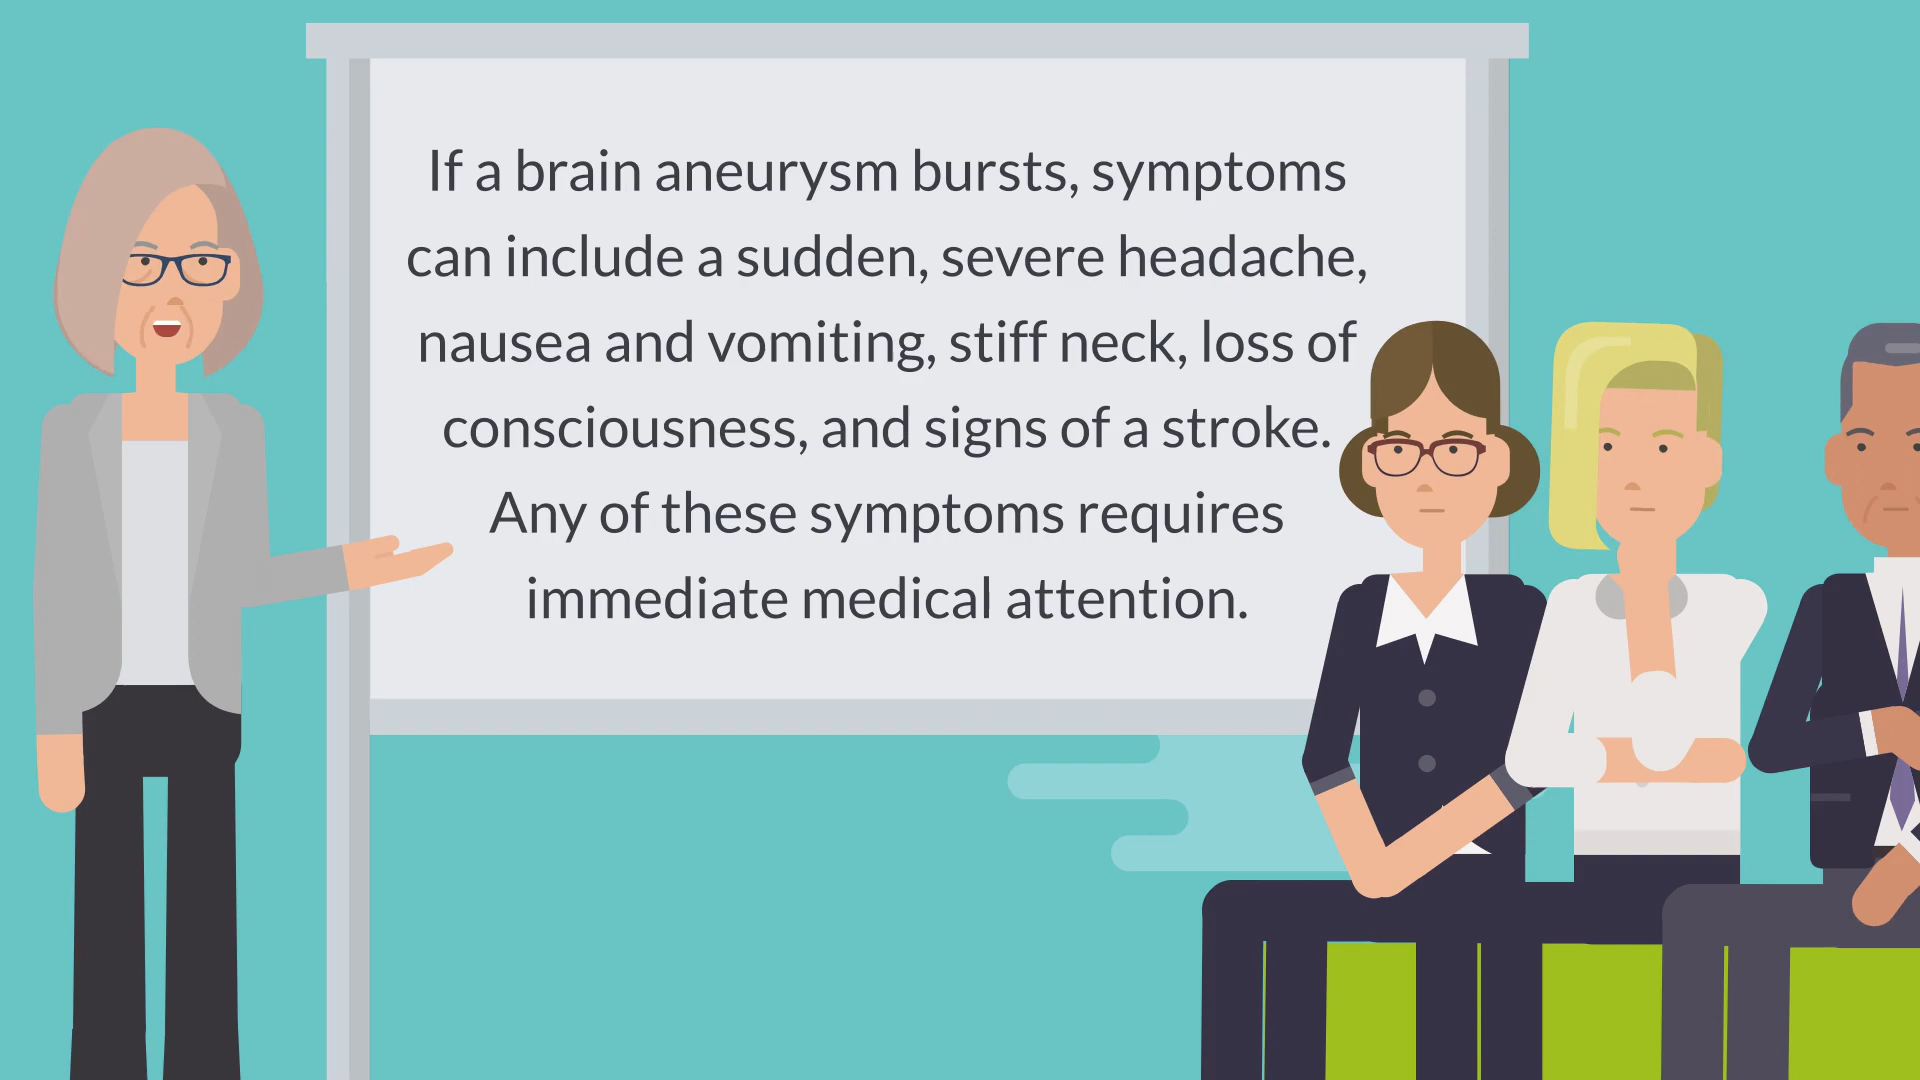 If a brain aneurysm bursts, symptoms
can include a sudden, severe headache,
nausea and vomiting, stiff neck, loss of
consciousness, and signs of a stroke.
Any of these symptoms requires
immediate medical attention.